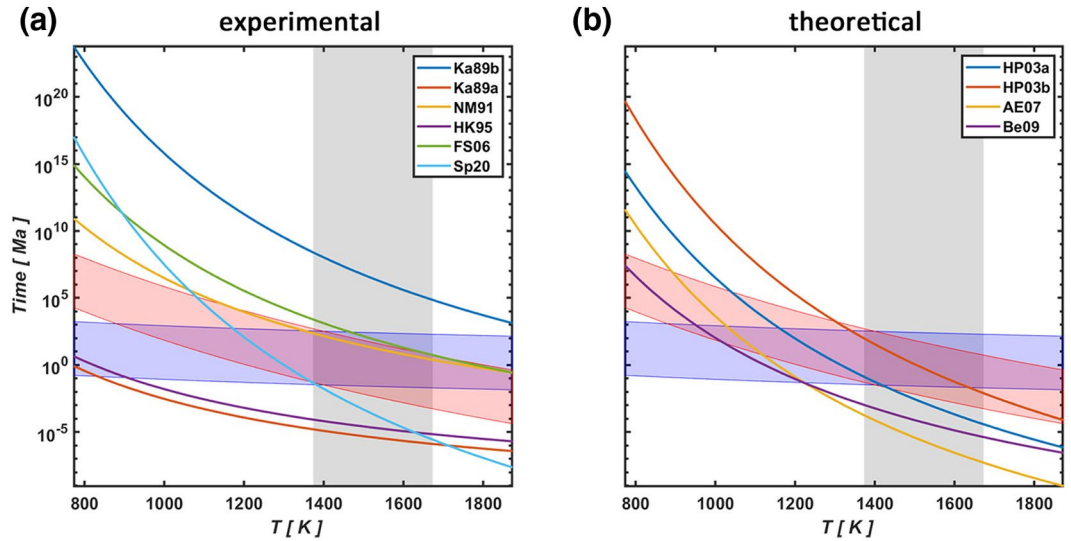 (a) experimental
Ka89b
Ka89a
NM91
HK95
FS06
Sp20
10^20
10^15
10^10
10^5
10^0
10^-5
Time [ Ma ]
800 1000 1200 1400 1600 1800
T [ K ]
(b) theoretical
HP03a
HP03b
AE07
Be09
800 1000 1200 1400 1600 1800
T [ K ]